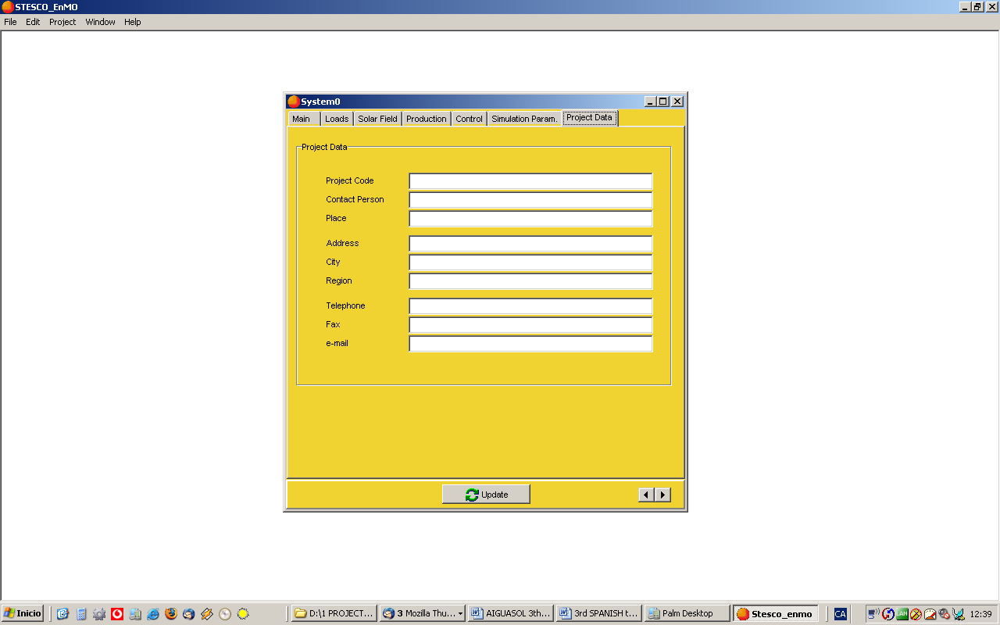 STESCO_EnMO
File Edit Project Window Help
System0
Main Loads Solar Field Production Control Simulation Param. Project Data
Project Data
Project Code
Contact Person
Place
Address
City
Region
Telephone
Fax
e-mail
Update
Inicio D:\1 PROJECT... 3 Mozilla Thu... AIGUASOL 3th... 3rd SPANISH t... Palm Desktop Stesco_enmo CA LAN 12:39